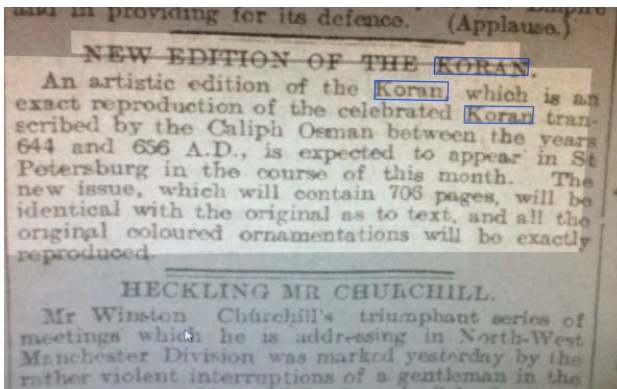 and in providing for its defence. (Applause.)
NEW EDITION OF THE KORAN.
An artistic edition of the Koran, which is an
exact reproduction of the celebrated Koran tran-
scribed by the Caliph Osman between the years
644 and 656 A.D., is expected to appear in St
Petersburg in the course of this month. The
new issue, which will contain 706 pages, will be
identical with the original as to text, and all the
original coloured ornamentations will be exactly
reproduced.
HECKLING MR CHURCHILL.
Mr Winston Churchill's triumphant series of
meetings which he is addressing in North-West
Manchester Division was marked yesterday by the
rather violent interruptions of a gentleman in the